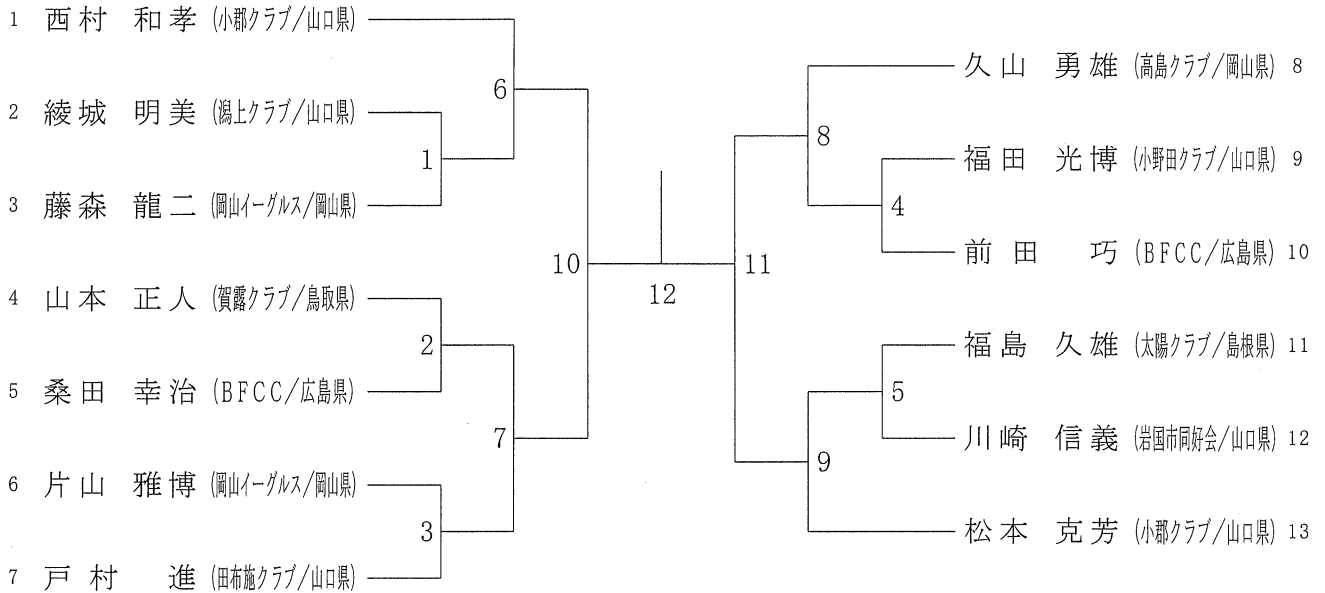 1 西村 和孝 (小郡クラブ/山口県)
2 綾城 明美 (潟上クラブ/山口県)
3 藤森 龍二 (岡山イーグルス/岡山県)
4 山本 正人 (賀露クラブ/鳥取県)
5 桑田 幸治 (BFCC/広島県)
6 片山 雅博 (岡山イーグルス/岡山県)
7 戸村 進 (田布施クラブ/山口県)
6
1
2
7
3
10
12
11
8
4
5
9
久山 勇雄 (高島クラブ/岡山県) 8
福田 光博 (小野田クラブ/山口県) 9
前田 巧 (BFCC/広島県) 10
福島 久雄 (太陽クラブ/島根県) 11
川崎 信義 (岩国市同好会/山口県) 12
松本 克芳 (小郡クラブ/山口県) 13